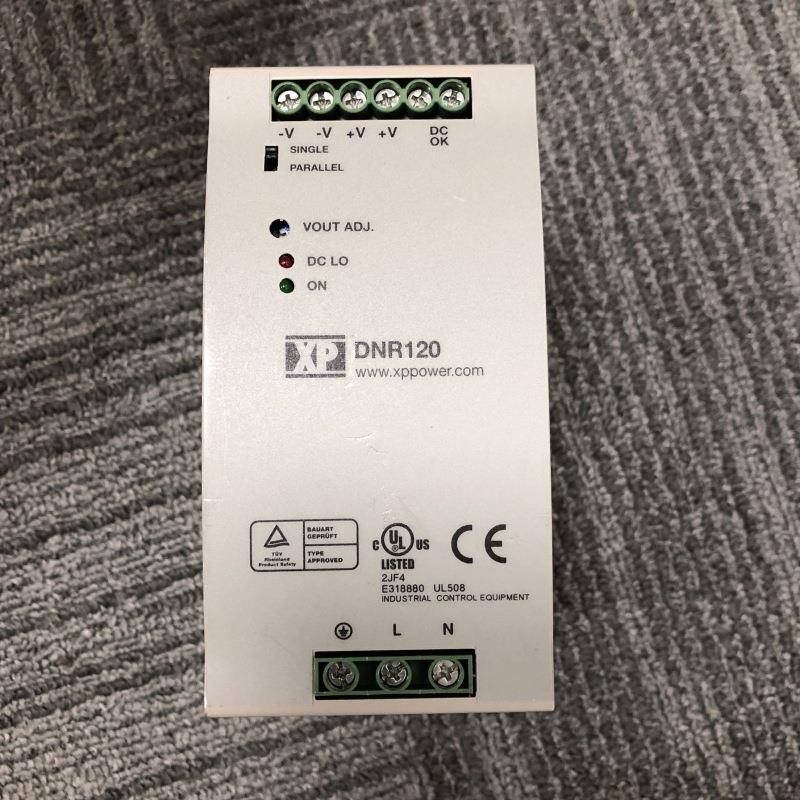 -V -V +V +V DC OK
SINGLE
PARALLEL
VOUT ADJ.
DC LO
ON
XP DNR120
www.xppower.com
TÜV
Rheinland
Product Safety
BAUART
GEPRÜFT
TYPE
APPROVED
C UL US
LISTED
CE
2JF4
E318880 UL508
INDUSTRIAL CONTROL EQUIPMENT
L N